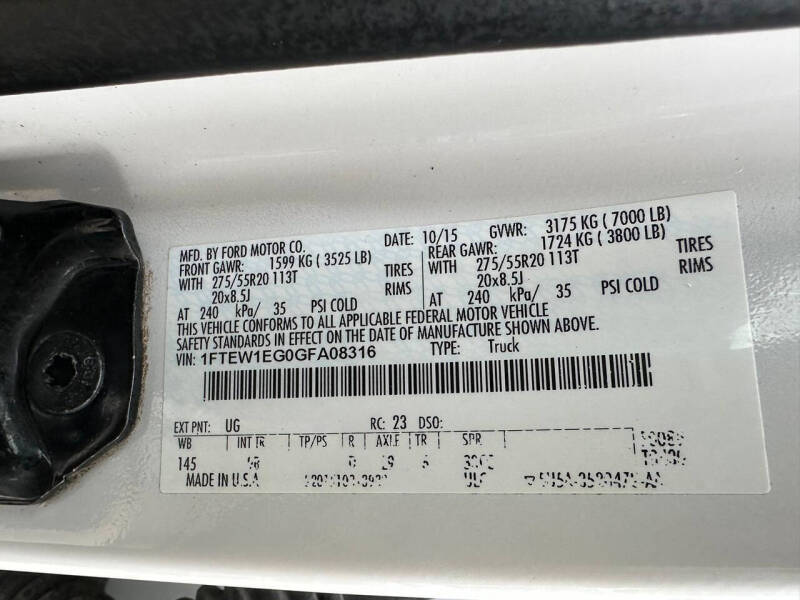 MFD. BY FORD MOTOR CO. DATE: 10/15 GVWR: 3175 KG ( 7000 LB)
FRONT GAWR: 1599 KG ( 3525 LB) REAR GAWR: 1724 KG ( 3800 LB)
WITH 275/55R20 113T TIRES WITH 275/55R20 113T TIRES
20x8.5J RIMS 20x8.5J RIMS
AT 240 kPa/ 35 PSI COLD AT 240 kPa/ 35 PSI COLD
THIS VEHICLE CONFORMS TO ALL APPLICABLE FEDERAL MOTOR VEHICLE
SAFETY STANDARDS IN EFFECT ON THE DATE OF MANUFACTURE SHOWN ABOVE.
VIN: 1FTEW1EG0GFA08316 TYPE: Truck
EXT PNT: UG RC: 23 DSO:
WB INT TR TP/PS R AXLE TR SPR
145
MADE IN U.S.A